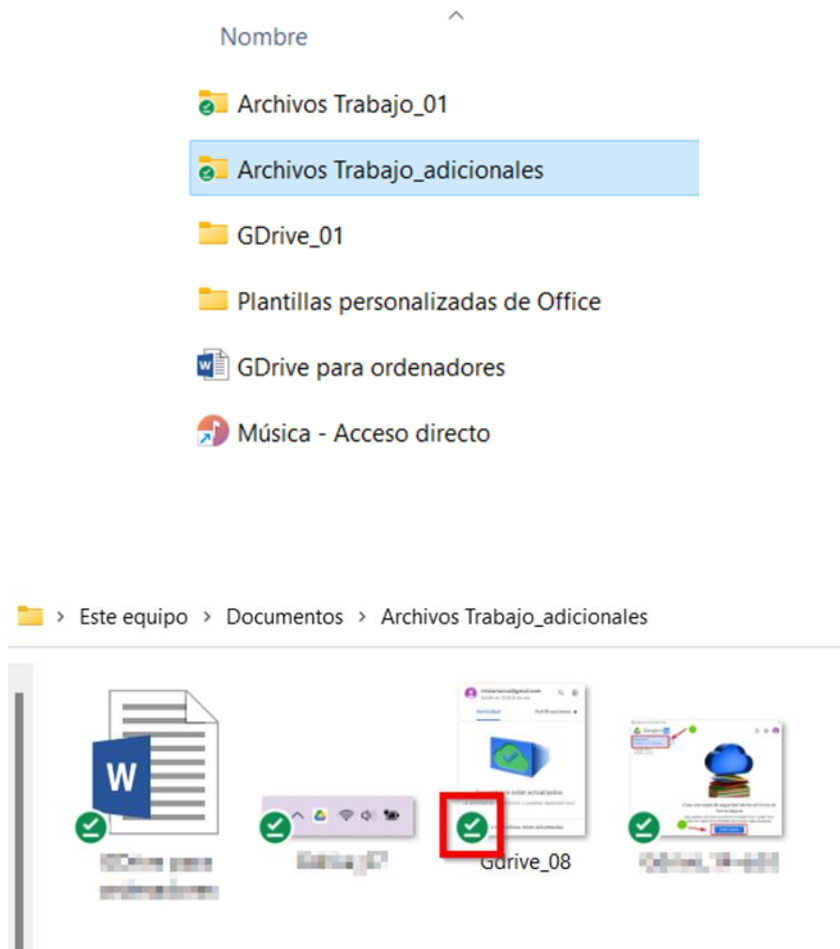 Nombre
Archivos Trabajo_01
Archivos Trabajo_adicionales
GDrive_01
Plantillas personalizadas de Office
GDrive para ordenadores
Música - Acceso directo
Este equipo > Documentos > Archivos Trabajo_adicionales
W
Gdrive_08